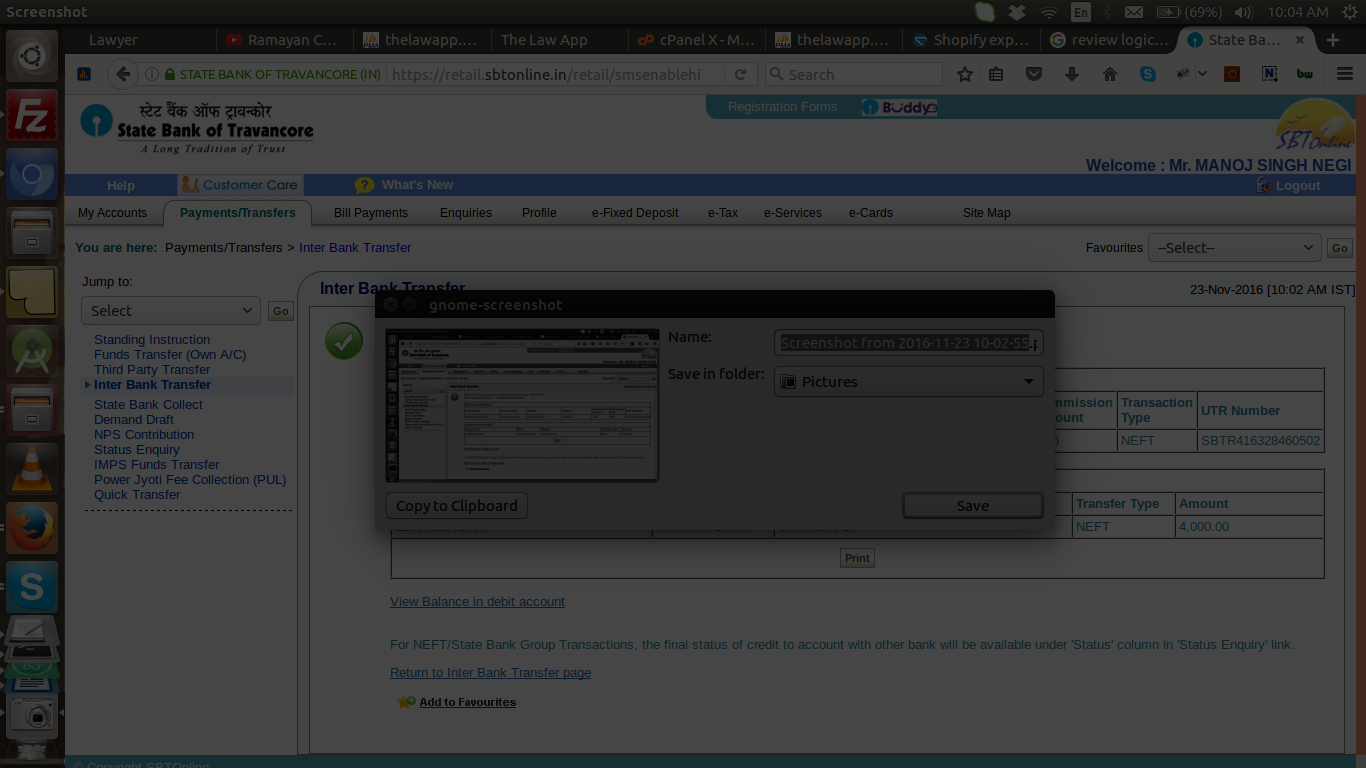 Screenshot
En
(69%)
10:04 AM
Lawyer
Ramayan C...
thelawapp....
The Law App
cPanel X - M...
thelawapp....
Shopify exp...
review logic...
State Ba...
STATE BANK OF TRAVANCORE (IN)
https://retail.sbtonline.in/retail/smsenablehi
Search
स्टेट बैंक ऑफ ट्रावन्कोर
State Bank of Travancore
A Long Tradition of Trust
Registration Forms
Buddy
SBTOnline
Welcome : Mr. MANOJ SINGH NEGI
Help
Customer Care
What's New
Logout
My Accounts
Payments/Transfers
Bill Payments
Enquiries
Profile
e-Fixed Deposit
e-Tax
e-Services
e-Cards
Site Map
You are here: Payments/Transfers > Inter Bank Transfer
Favourites
--Select--
Go
Jump to:
Select
Go
Standing Instruction
Funds Transfer (Own A/C)
Third Party Transfer
Inter Bank Transfer
State Bank Collect
Demand Draft
NPS Contribution
Status Enquiry
IMPS Funds Transfer
Power Jyoti Fee Collection (PUL)
Quick Transfer
Inter Bank Transfer
23-Nov-2016 [10:02 AM IST]
gnome-screenshot
Name:
Screenshot from 2016-11-23 10-02-55.p
Save in folder:
Pictures
Copy to Clipboard
Save
Transaction Type
UTR Number
NEFT
SBTR416328460502
Transfer Type
Amount
NEFT
4,000.00
Print
View Balance in debit account
For NEFT/State Bank Group Transactions, the final status of credit to account with other bank will be available under 'Status' column in 'Status Enquiry' link.
Return to Inter Bank Transfer page
Add to Favourites
© Copyright SBTOnline